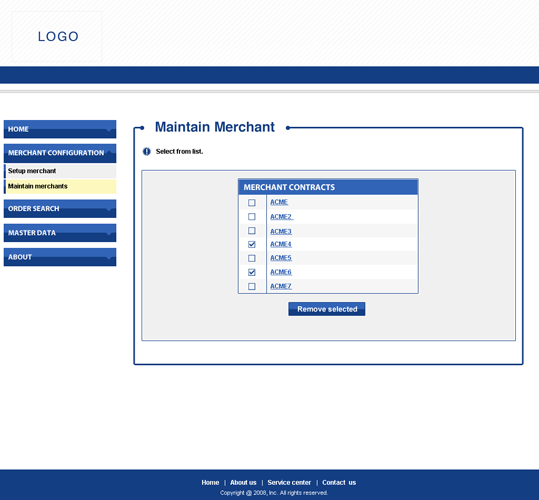 LOGO
Maintain Merchant
HOME
MERCHANT CONFIGURATION
Setup merchant
Maintain merchants
ORDER SEARCH
MASTER DATA
ABOUT
Select from list.
MERCHANT CONTRACTS
ACME
ACME2
ACME3
ACME4
ACME5
ACME6
ACME7
Remove selected
Home | About us | Service center | Contact us
Copyright @ 2008, Inc. All rights reserved.